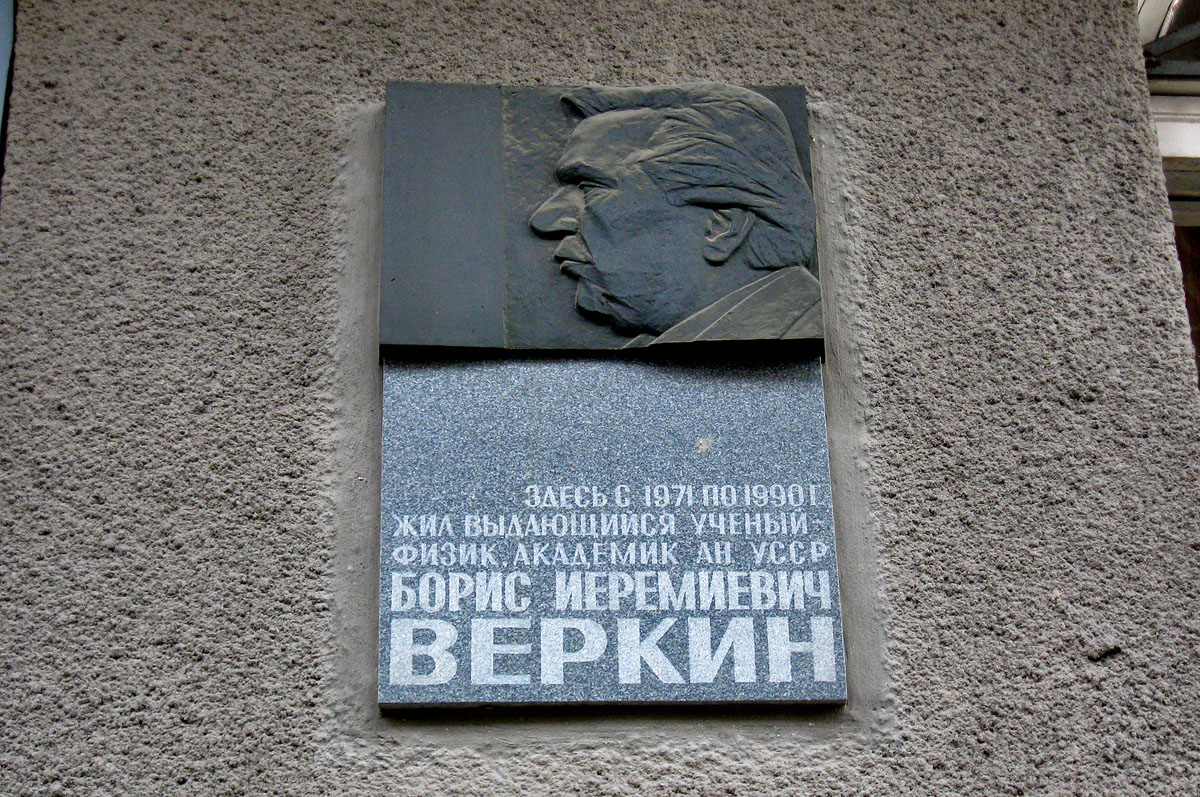 ЗДЕСЬ С 1971 ПО 1990 Г.
ЖИЛ ВЫДАЮЩИЙСЯ УЧЕНЫЙ-
ФИЗИК, АКАДЕМИК АН УССР
БОРИС ИЕРЕМИЕВИЧ
ВЕРКИН